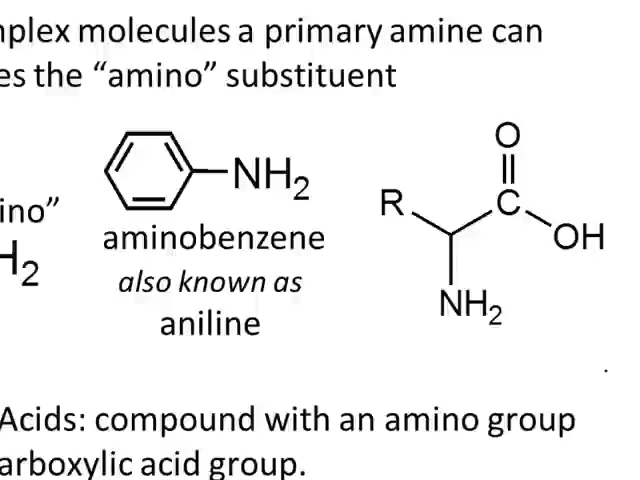 nplex molecules a primary amine can
es the “amino” substituent
O
NH2
R
C
ino”
OH
aminobenzene
H2
also known as
NH2
aniline
Acids: compound with an amino group
arboxylic acid group.